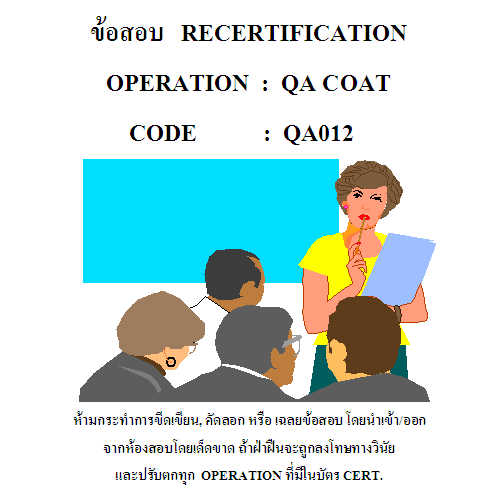 ข้อสอบ RECERTIFICATION
OPERATION : QA COAT
CODE : QA012
ห้ามกระทำการขีดเขียน, คัดลอก หรือ เฉลยข้อสอบ โดยนำเข้า/ออก
จากห้องสอบโดยเด็ดขาด ถ้าฝ่าฝืนจะถูกลงโทษทางวินัย
และปรับตกทุก OPERATION ที่มีในบัตร CERT.